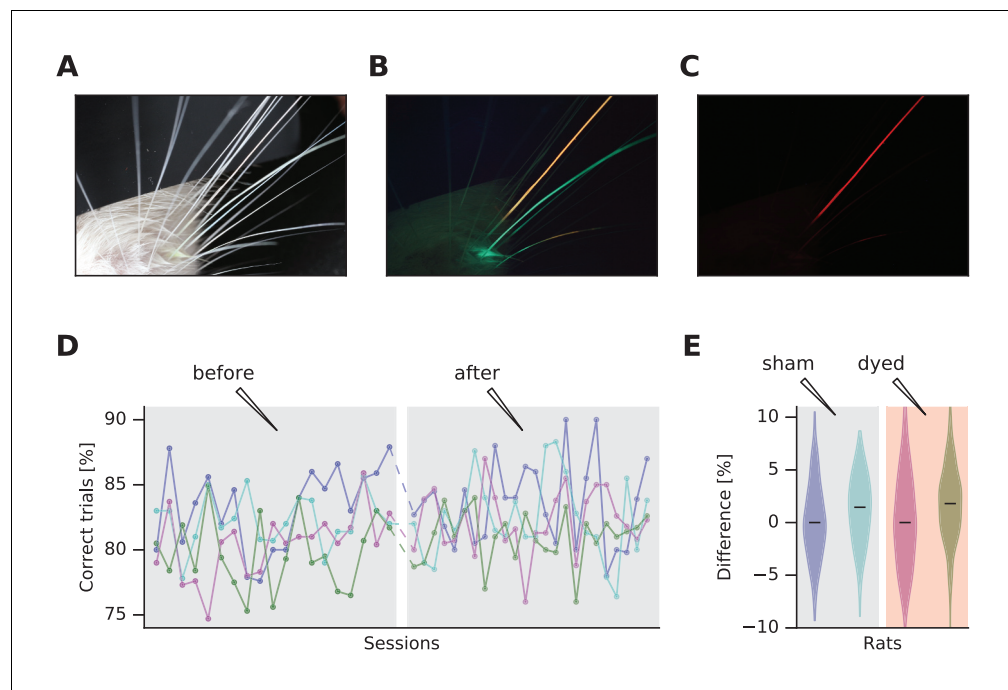 A
B
C
D
E
before
after
sham
dyed
Correct trials [%]
90
85
80
75
Sessions
Difference [%]
10
5
0
−5
−10
Rats